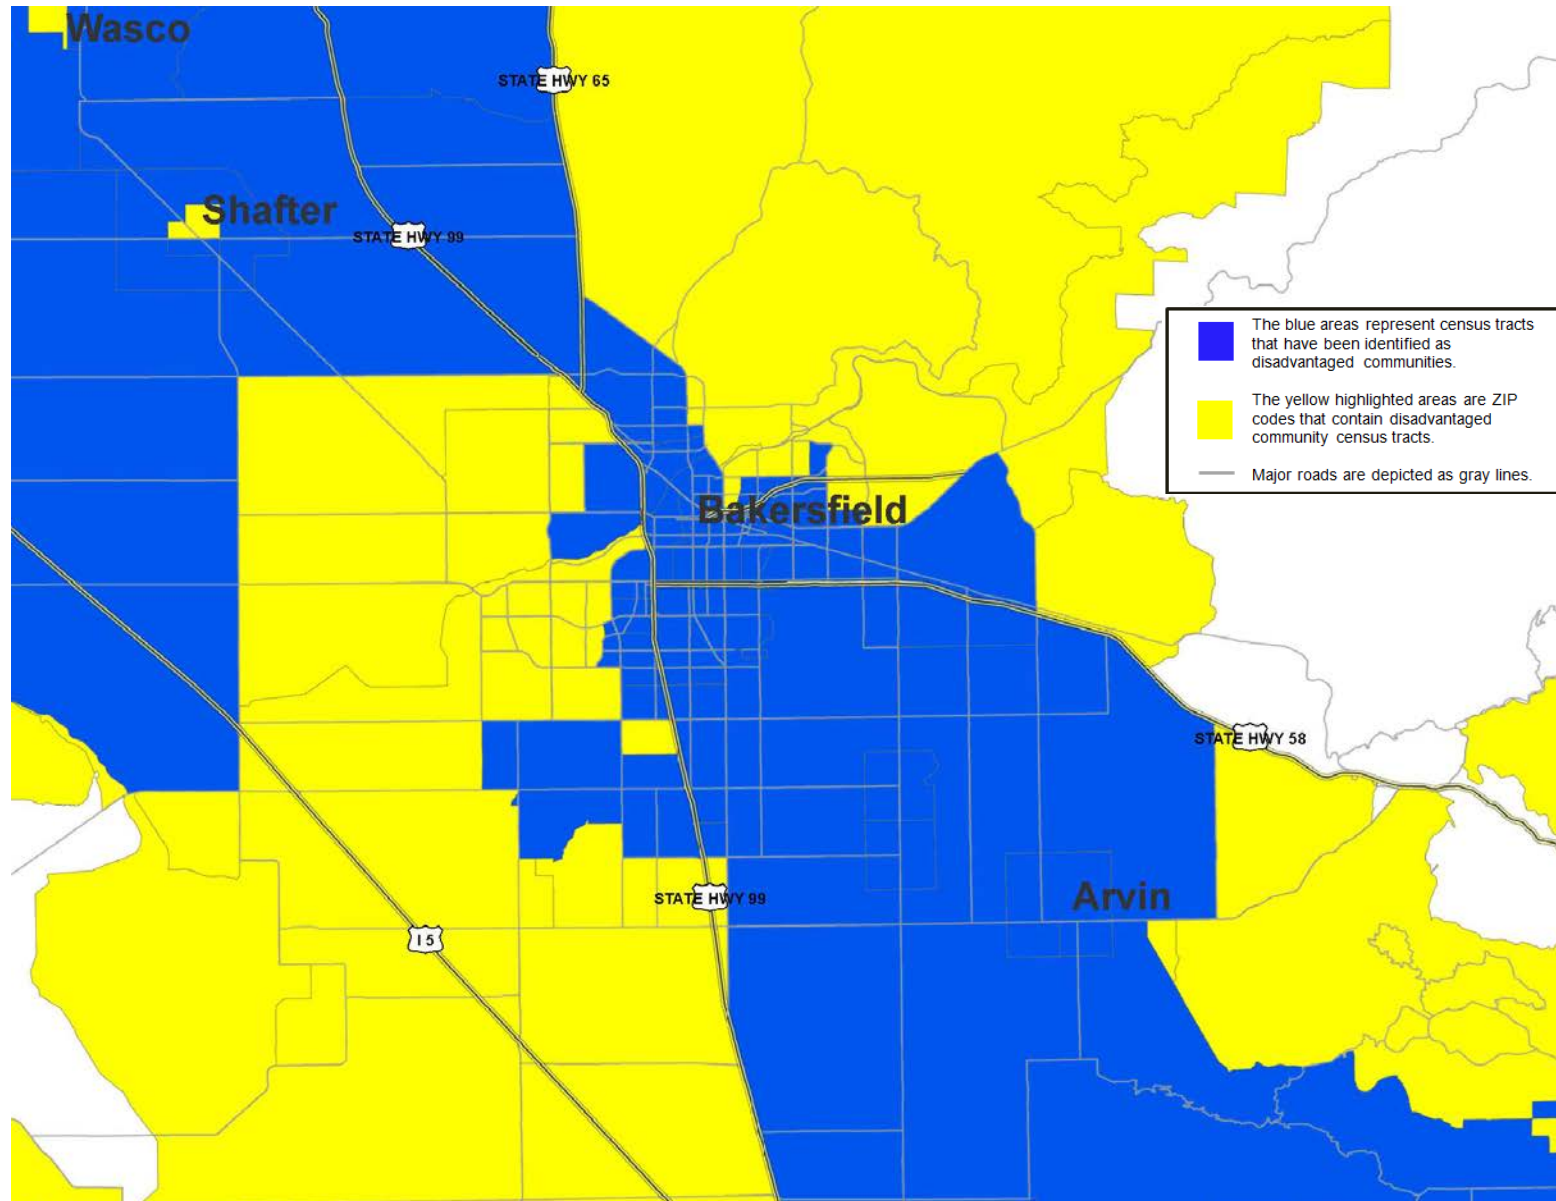 Wasco
STATE HWY 65
Shafter
STATE HWY 99
The blue areas represent census tracts
that have been identified as
disadvantaged communities.
The yellow highlighted areas are ZIP
codes that contain disadvantaged
community census tracts.
Major roads are depicted as gray lines.
Bakersfield
STATE HWY 58
Arvin
STATE HWY 99
I 5